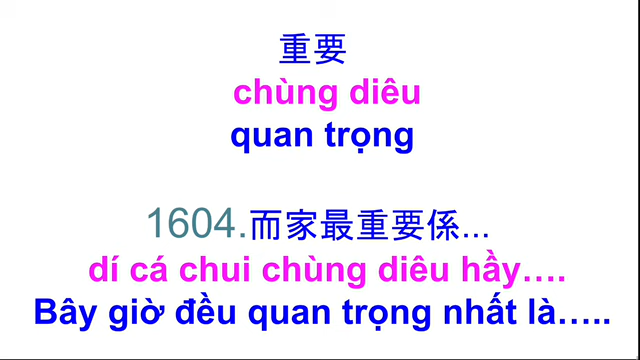 重要
chùng diêu
quan trọng
1604.而家最重要係...
dí cá chui chùng diêu hầy….
Bây giờ đều quan trọng nhất là…..